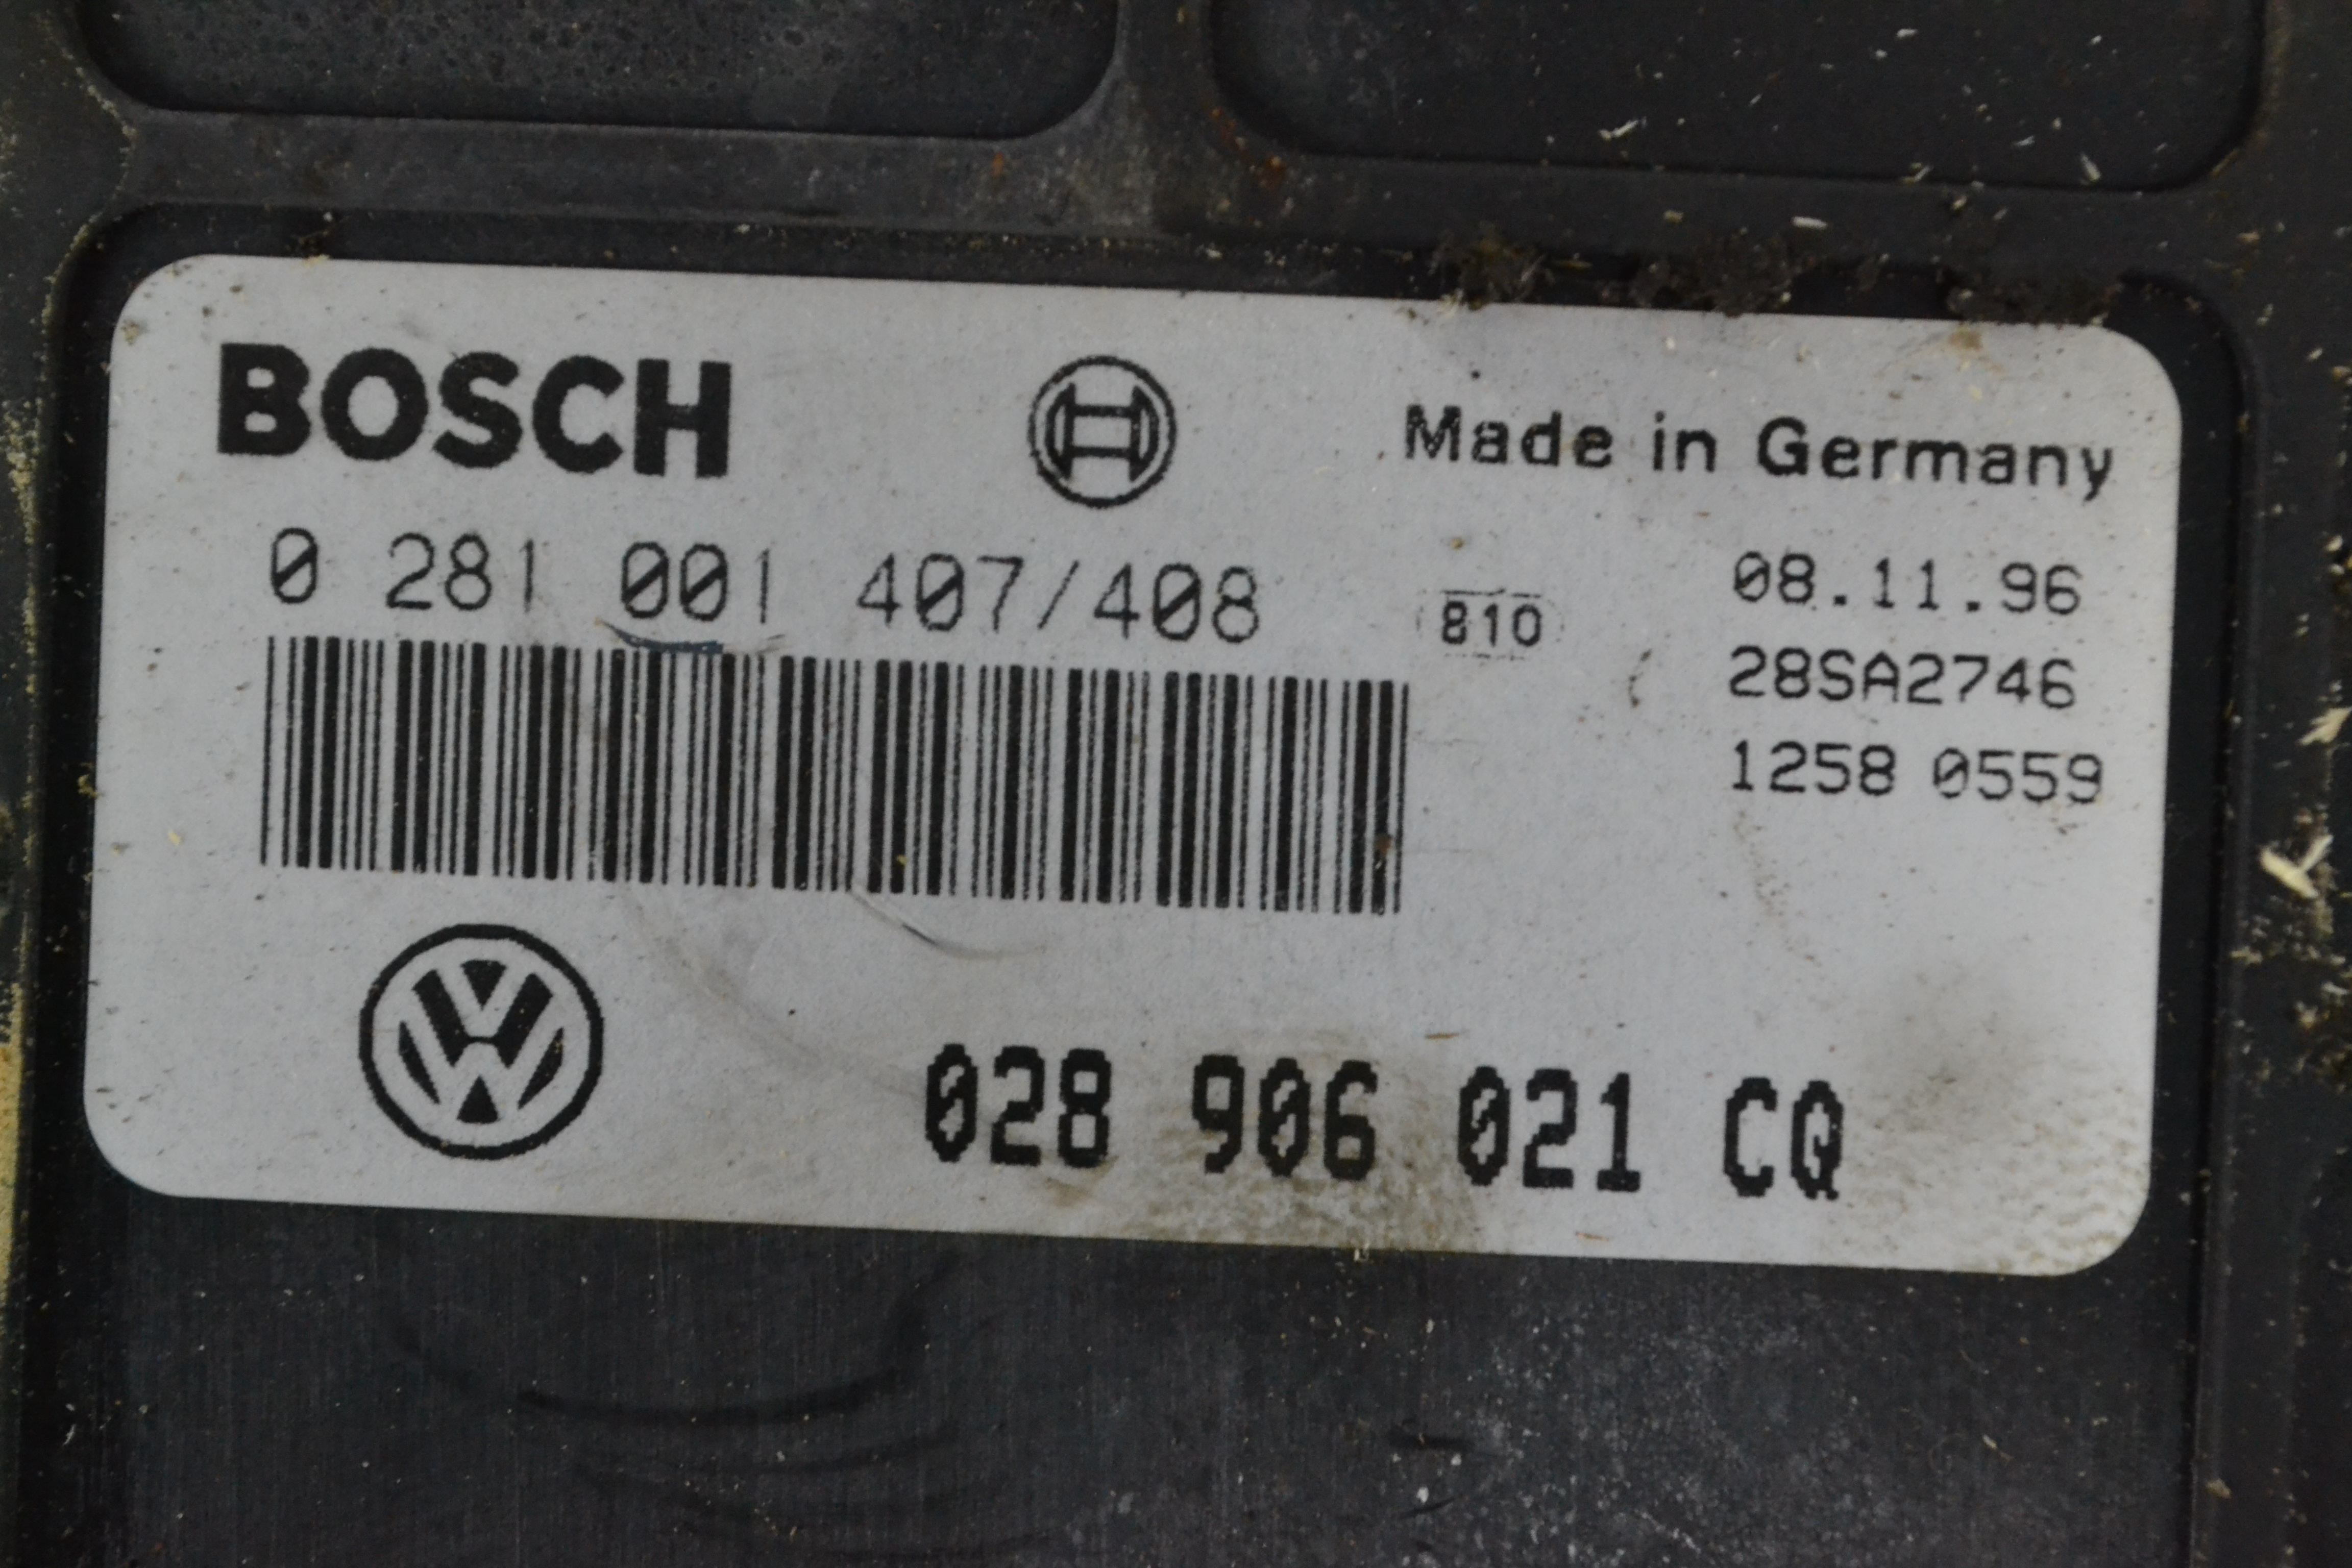 BOSCH
Made in Germany
0 281 001 407/408
810
08.11.96
28SA2746
1258 0559
028 906 021 CQ